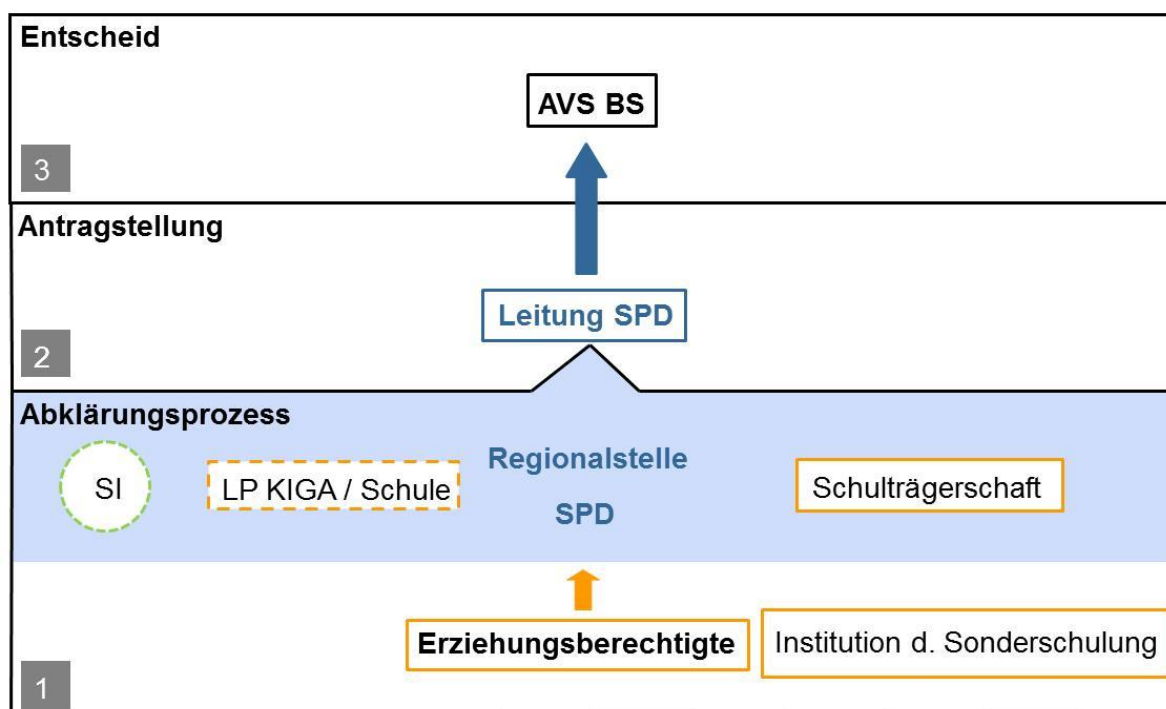 Entscheid
AVS BS
3
Antragstellung
Leitung SPD
2
Abklärungsprozess
SI
LP KIGA / Schule
Regionalstelle
SPD
Schulträgerschaft
Erziehungsberechtigte
Institution d. Sonderschulung
1